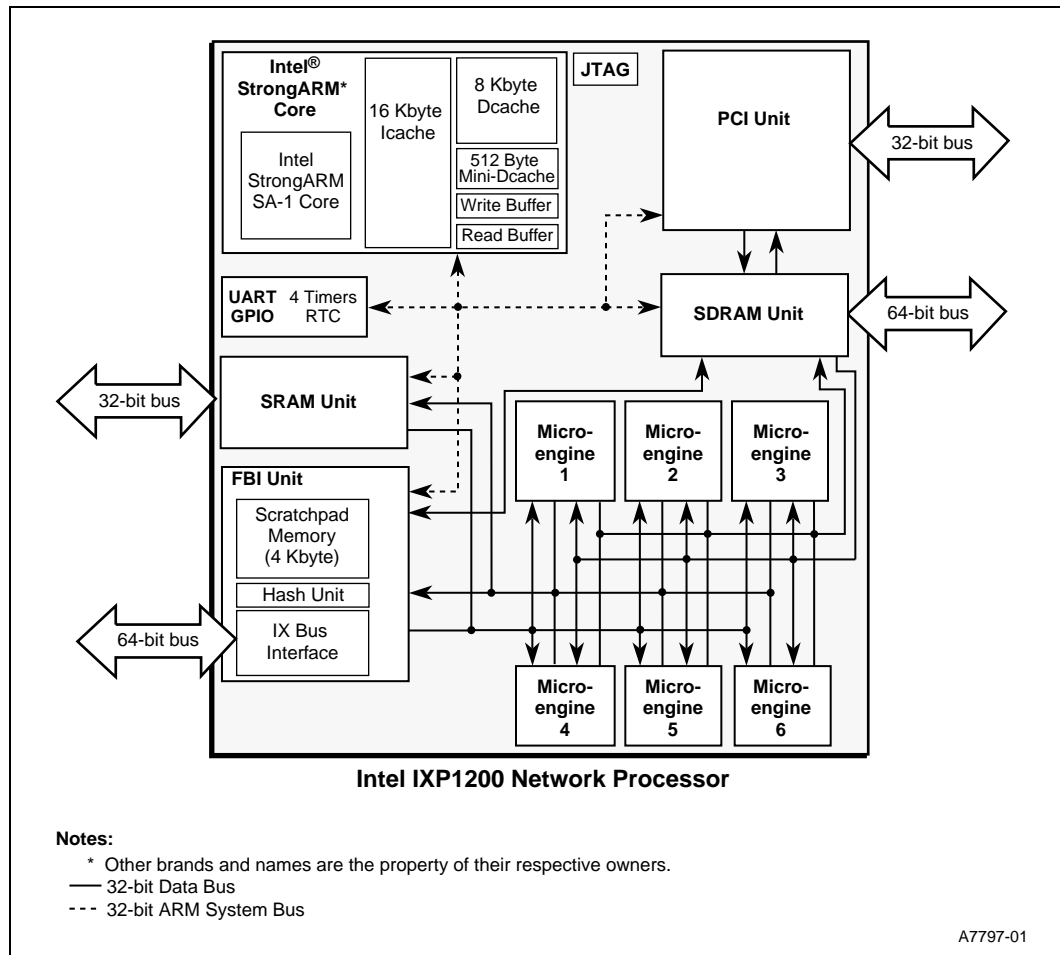 Intel®
StrongARM*
Core
Intel
StrongARM
SA-1 Core
16 Kbyte
Icache
8 Kbyte
Dcache
512 Byte
Mini-Dcache
Write Buffer
Read Buffer
JTAG
PCI Unit
32-bit bus
UART 4 Timers
GPIO RTC
SDRAM Unit
64-bit bus
SRAM Unit
32-bit bus
FBI Unit
Scratchpad
Memory
(4 Kbyte)
Hash Unit
IX Bus
Interface
64-bit bus
Micro-
engine
1
Micro-
engine
2
Micro-
engine
3
Micro-
engine
4
Micro-
engine
5
Micro-
engine
6
Intel IXP1200 Network Processor
Notes:
* Other brands and names are the property of their respective owners.
32-bit Data Bus
32-bit ARM System Bus
A7797-01